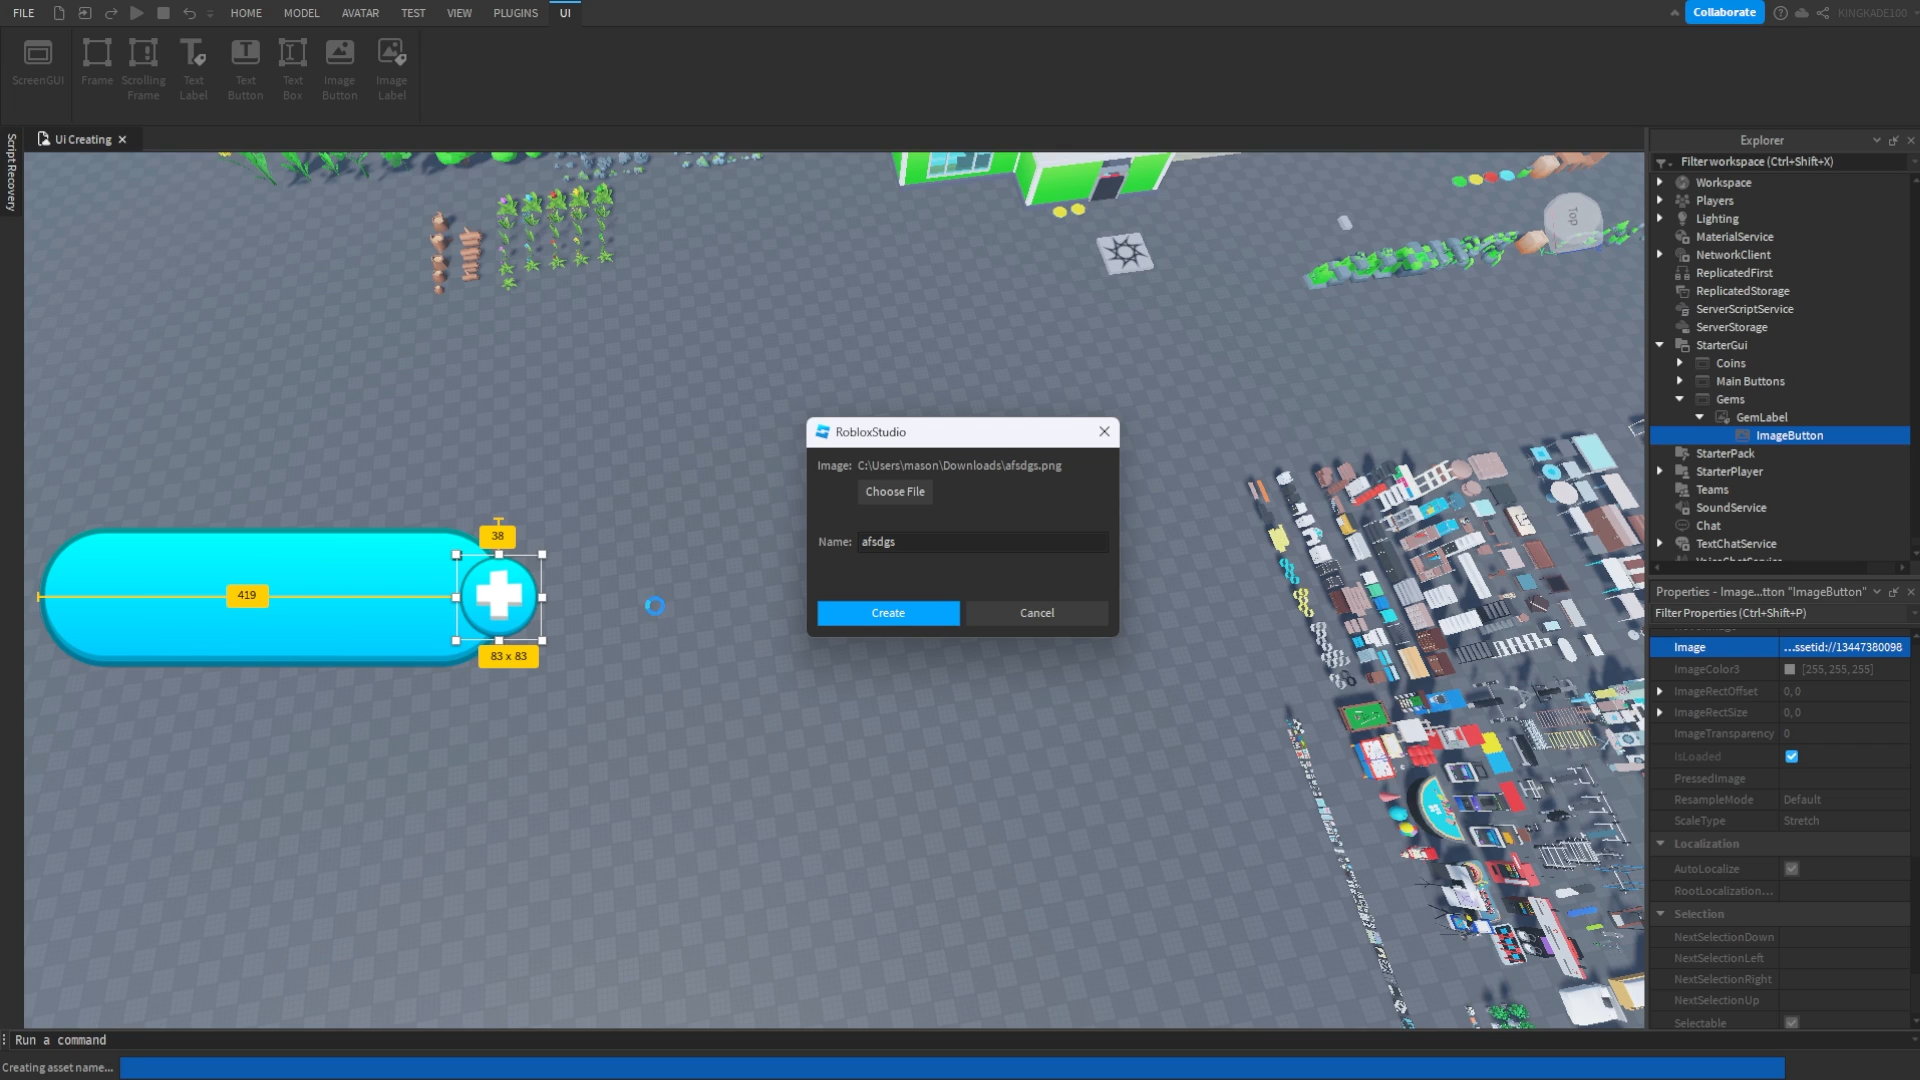 FILE
HOME
MODEL
AVATAR
TEST
VIEW
PLUGINS
UI
Collaborate
KINGKADE100
ScreenGUI
Frame
Scrolling
Frame
Text
Label
Text
Button
Text
Box
Image
Button
Image
Label
Script Recovery
Ui Creating
Top
38
419
83 x 83
RobloxStudio
Image: C:\Users\mason\Downloads\afsdgs.png
Choose File
Name: afsdgs
Create
Cancel
Explorer
Filter workspace (Ctrl+Shift+X)
Workspace
Players
Lighting
MaterialService
NetworkClient
ReplicatedFirst
ReplicatedStorage
ServerScriptService
ServerStorage
StarterGui
Coins
Main Buttons
Gems
GemLabel
ImageButton
StarterPack
StarterPlayer
Teams
SoundService
Chat
TextChatService
Properties - Image...tton "ImageButton"
Filter Properties (Ctrl+Shift+P)
Image ...ssetid://13447380098
ImageColor3 [255, 255, 255]
ImageRectOffset 0, 0
ImageRectSize 0, 0
ImageTransparency 0
IsLoaded
PressedImage
ResampleMode Default
ScaleType Stretch
Localization
AutoLocalize
RootLocalization...
Selection
NextSelectionDown
NextSelectionLeft
NextSelectionRight
NextSelectionUp
Selectable
Run a command
Creating asset name...